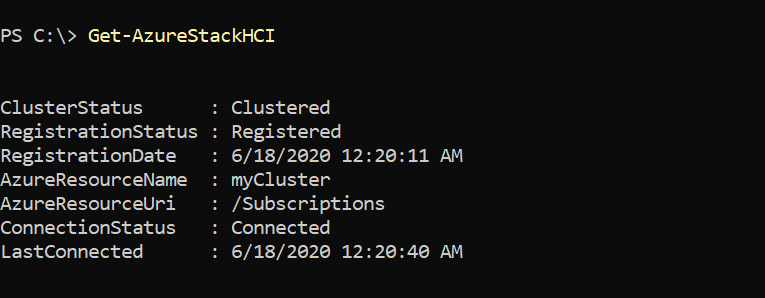 PS C:\> Get-AzureStackHCI
ClusterStatus : Clustered
RegistrationStatus : Registered
RegistrationDate : 6/18/2020 12:20:11 AM
AzureResourceName : myCluster
AzureResourceUri : /Subscriptions
ConnectionStatus : Connected
LastConnected : 6/18/2020 12:20:40 AM